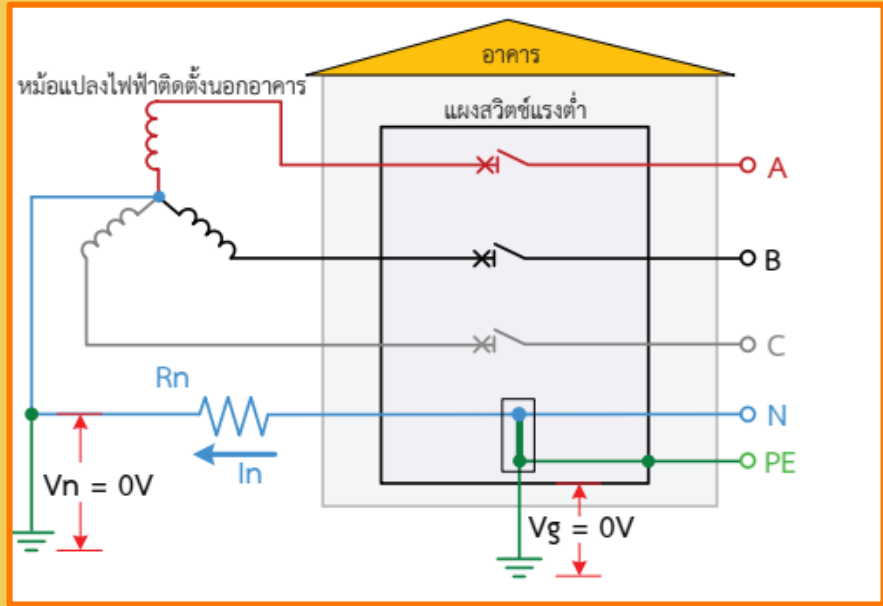 อาคาร
หม้อแปลงไฟฟ้าติดตั้งนอกอาคาร
แผงสวิตช์แรงต่ำ
A
B
C
Rn
N
In
PE
Vn = 0V
Vg = 0V